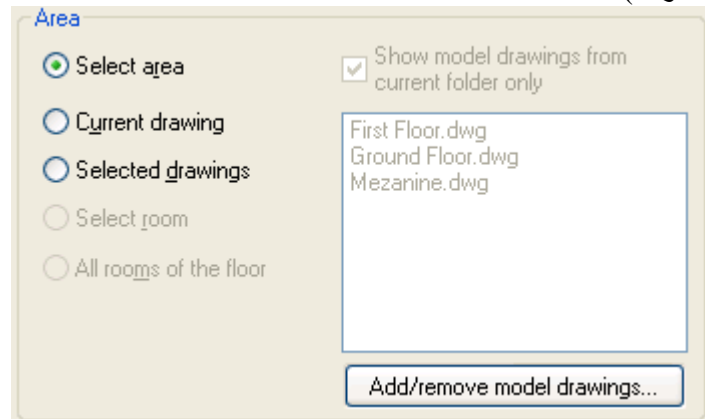 Area
Select area
Show model drawings from
current folder only
Current drawing
Selected drawings
Select room
All rooms of the floor
First Floor.dwg
Ground Floor.dwg
Mezanine.dwg
Add/remove model drawings...